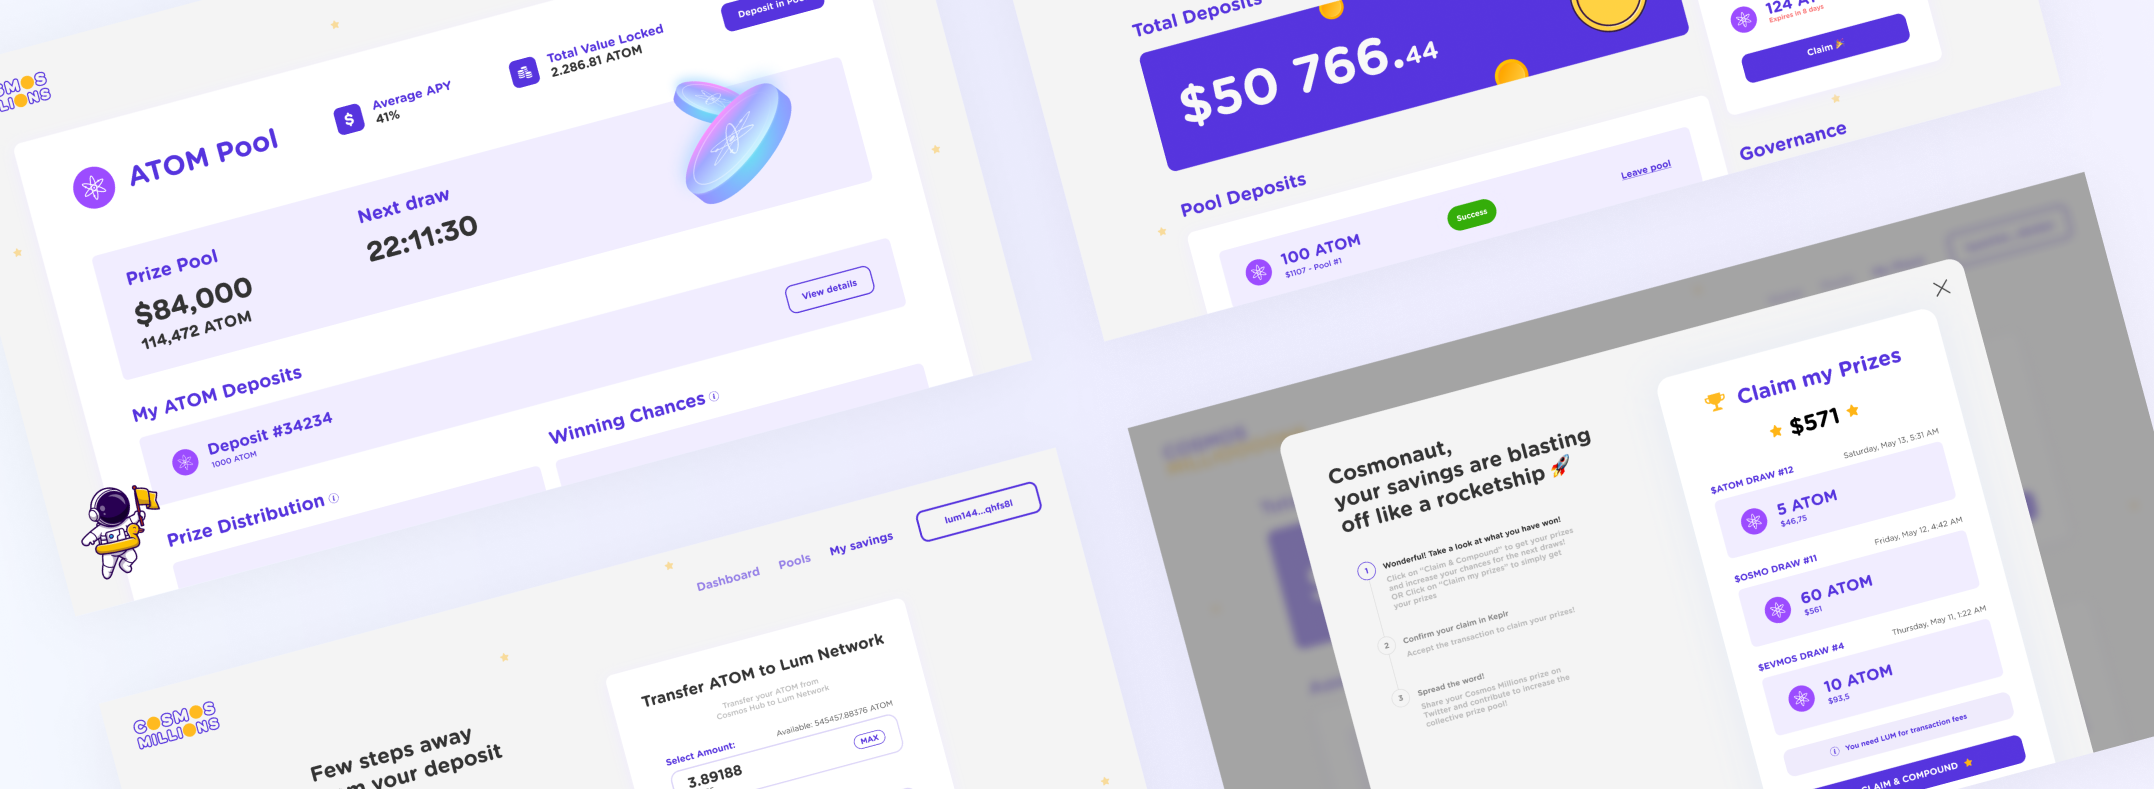 COSMOS
MILLIONS
ATOM Pool
Average APY
41%
Total Value Locked
2.286.81 ATOM
Deposit in
Prize Pool
$84,000
114,472 ATOM
Next draw
22:11:30
My ATOM Deposits
View details
Deposit #34234
1000 ATOM
Prize Distribution
Winning Chances
Total Deposits
$50 766.44
Pool Deposits
100 ATOM
$1107 - Pool #1
Success
Leave pool
124
Expires in 8 days
Claim
Governance
COSMOS
MILLIONS
Dashboard
Pools
My savings
lum144...qhfs8l
Few steps away
your deposit
Transfer ATOM to Lum Network
Transfer your ATOM from
Cosmos Hub to Lum Network
Select Amount:
Available: 545457.88376 ATOM
3.89188
MAX
COSMOS
Cosmonaut,
your savings are blasting
off like a rocketship 🚀
1
Wonderful! Take a look at what you have won!
Click on "Claim & Compound" to get your prizes
and increase your chances for the next draws!
OR Click on "Claim my prizes" to simply get
your prizes
2
Confirm your claim in Keplr
Accept the transaction to claim your prizes!
3
Spread the word!
Share your Cosmos Millions prize on
Twitter and contribute to increase the
collective prize pool!
Claim my Prizes
$571
$ATOM DRAW #12
Saturday, May 13, 5:31 AM
5 ATOM
$46,75
$OSMO DRAW #11
Friday, May 12, 4:42 AM
60 ATOM
$561
$EVMOS DRAW #4
Thursday, May 11, 1:22 AM
10 ATOM
$93,5
You need LUM for transaction fees
CLAIM & COMPOUND